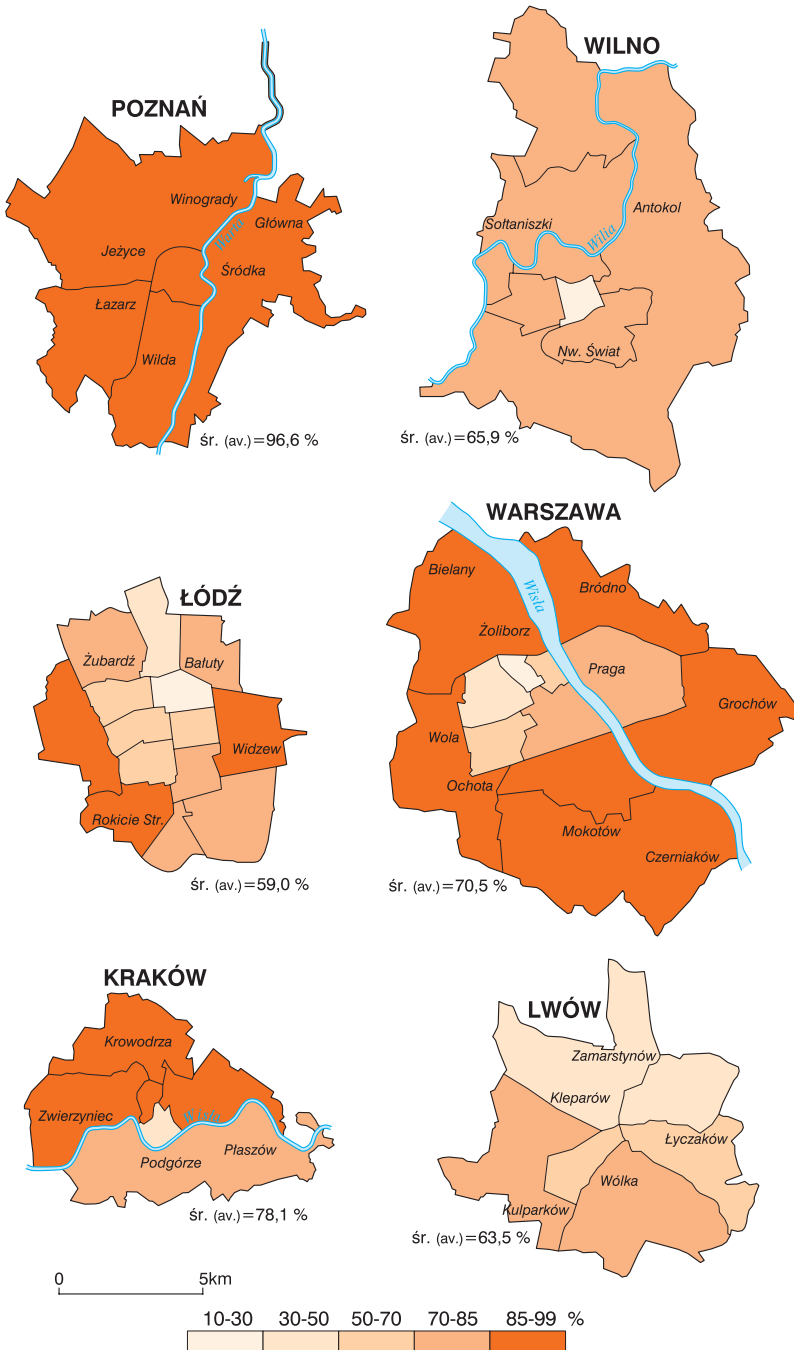 POZNAŃ
Winogrady
Główna
Warta
Jeżyce
Śródka
Łazarz
Wilda
śr. (av.)=96,6 %
WILNO
Antokol
Sołtaniszki
Wilia
Nw. Świat
śr. (av.)=65,9 %
ŁÓDŹ
Żubardź
Bałuty
Widzew
Rokicie Str.
śr. (av.)=59,0 %
WARSZAWA
Bielany
Bródno
Wisła
Żoliborz
Praga
Grochów
Wola
Ochota
Mokotów
Czerniaków
śr. (av.)=70,5 %
KRAKÓW
Krowodrza
Zwierzyniec
Wisła
Płaszów
Podgórze
śr. (av.)=78,1 %
LWÓW
Zamarstynów
Kleparów
Łyczaków
Wólka
Kulparków
śr. (av.)=63,5 %
0 5km
10-30 30-50 50-70 70-85 85-99 %